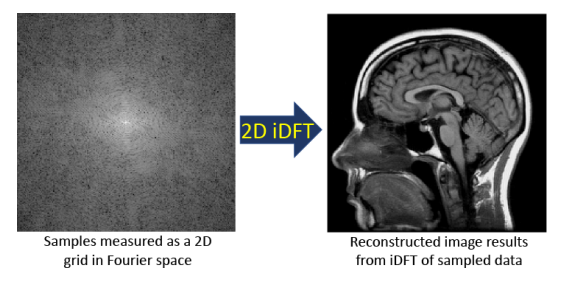 2D iDFT
Samples measured as a 2D
grid in Fourier space
Reconstructed image results
from iDFT of sampled data